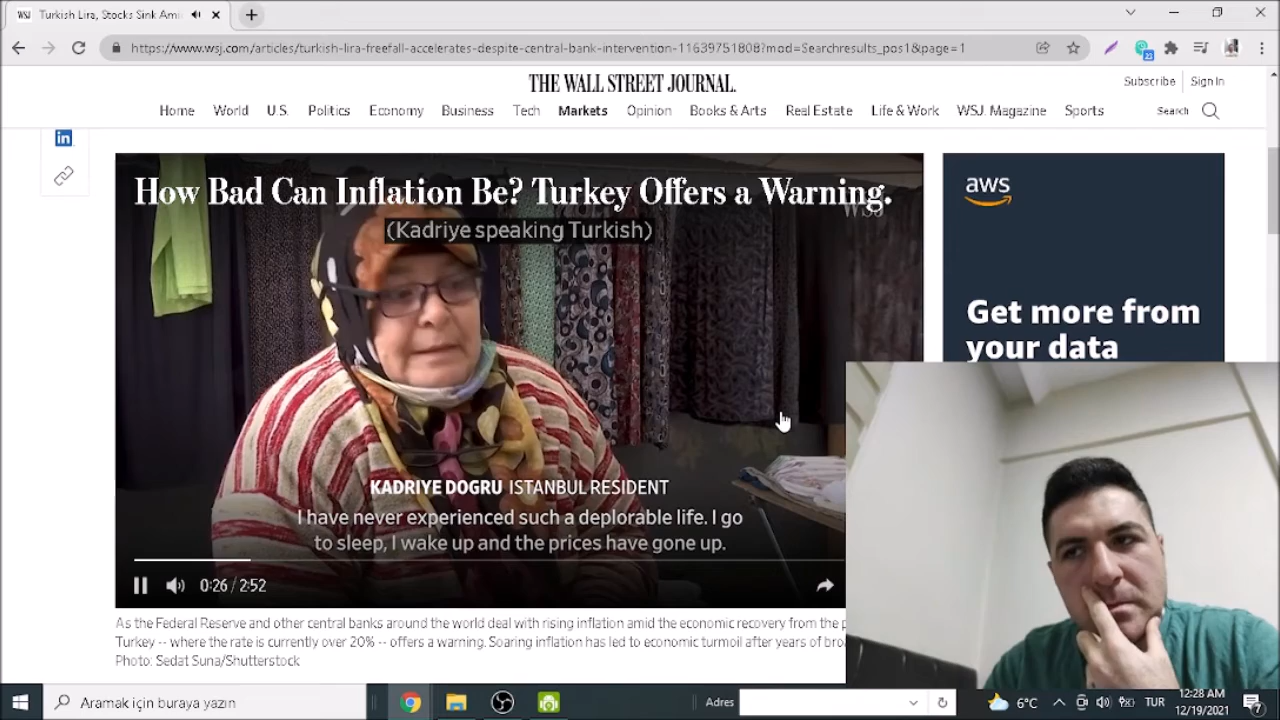 WSJ Turkish Lira, Stocks Sink Ami
https://www.wsj.com/articles/turkish-lira-freefall-accelerates-despite-central-bank-intervention-11639751808?mod=Searchresults_pos1&page=1
23
THE WALL STREET JOURNAL.
Subscribe Sign In
Home World U.S. Politics Economy Business Tech Markets Opinion Books & Arts Real Estate Life & Work WSJ. Magazine Sports Search
in
How Bad Can Inflation Be? Turkey Offers a Warning.
WSJ
(Kadriye speaking Turkish)
aws
Get more from
your data
KADRIYE DOGRU ISTANBUL RESIDENT
I have never experienced such a deplorable life. I go
to sleep, I wake up and the prices have gone up.
0:26 / 2:52
As the Federal Reserve and other central banks around the world deal with rising inflation amid the economic recovery from the
Turkey -- where the rate is currently over 20% -- offers a warning. Soaring inflation has led to economic turmoil after years of
Photo: Sedat Suna/Shutterstock
Aramak için buraya yazın
Adres
6°C
TUR
12:28 AM
12/19/2021
7